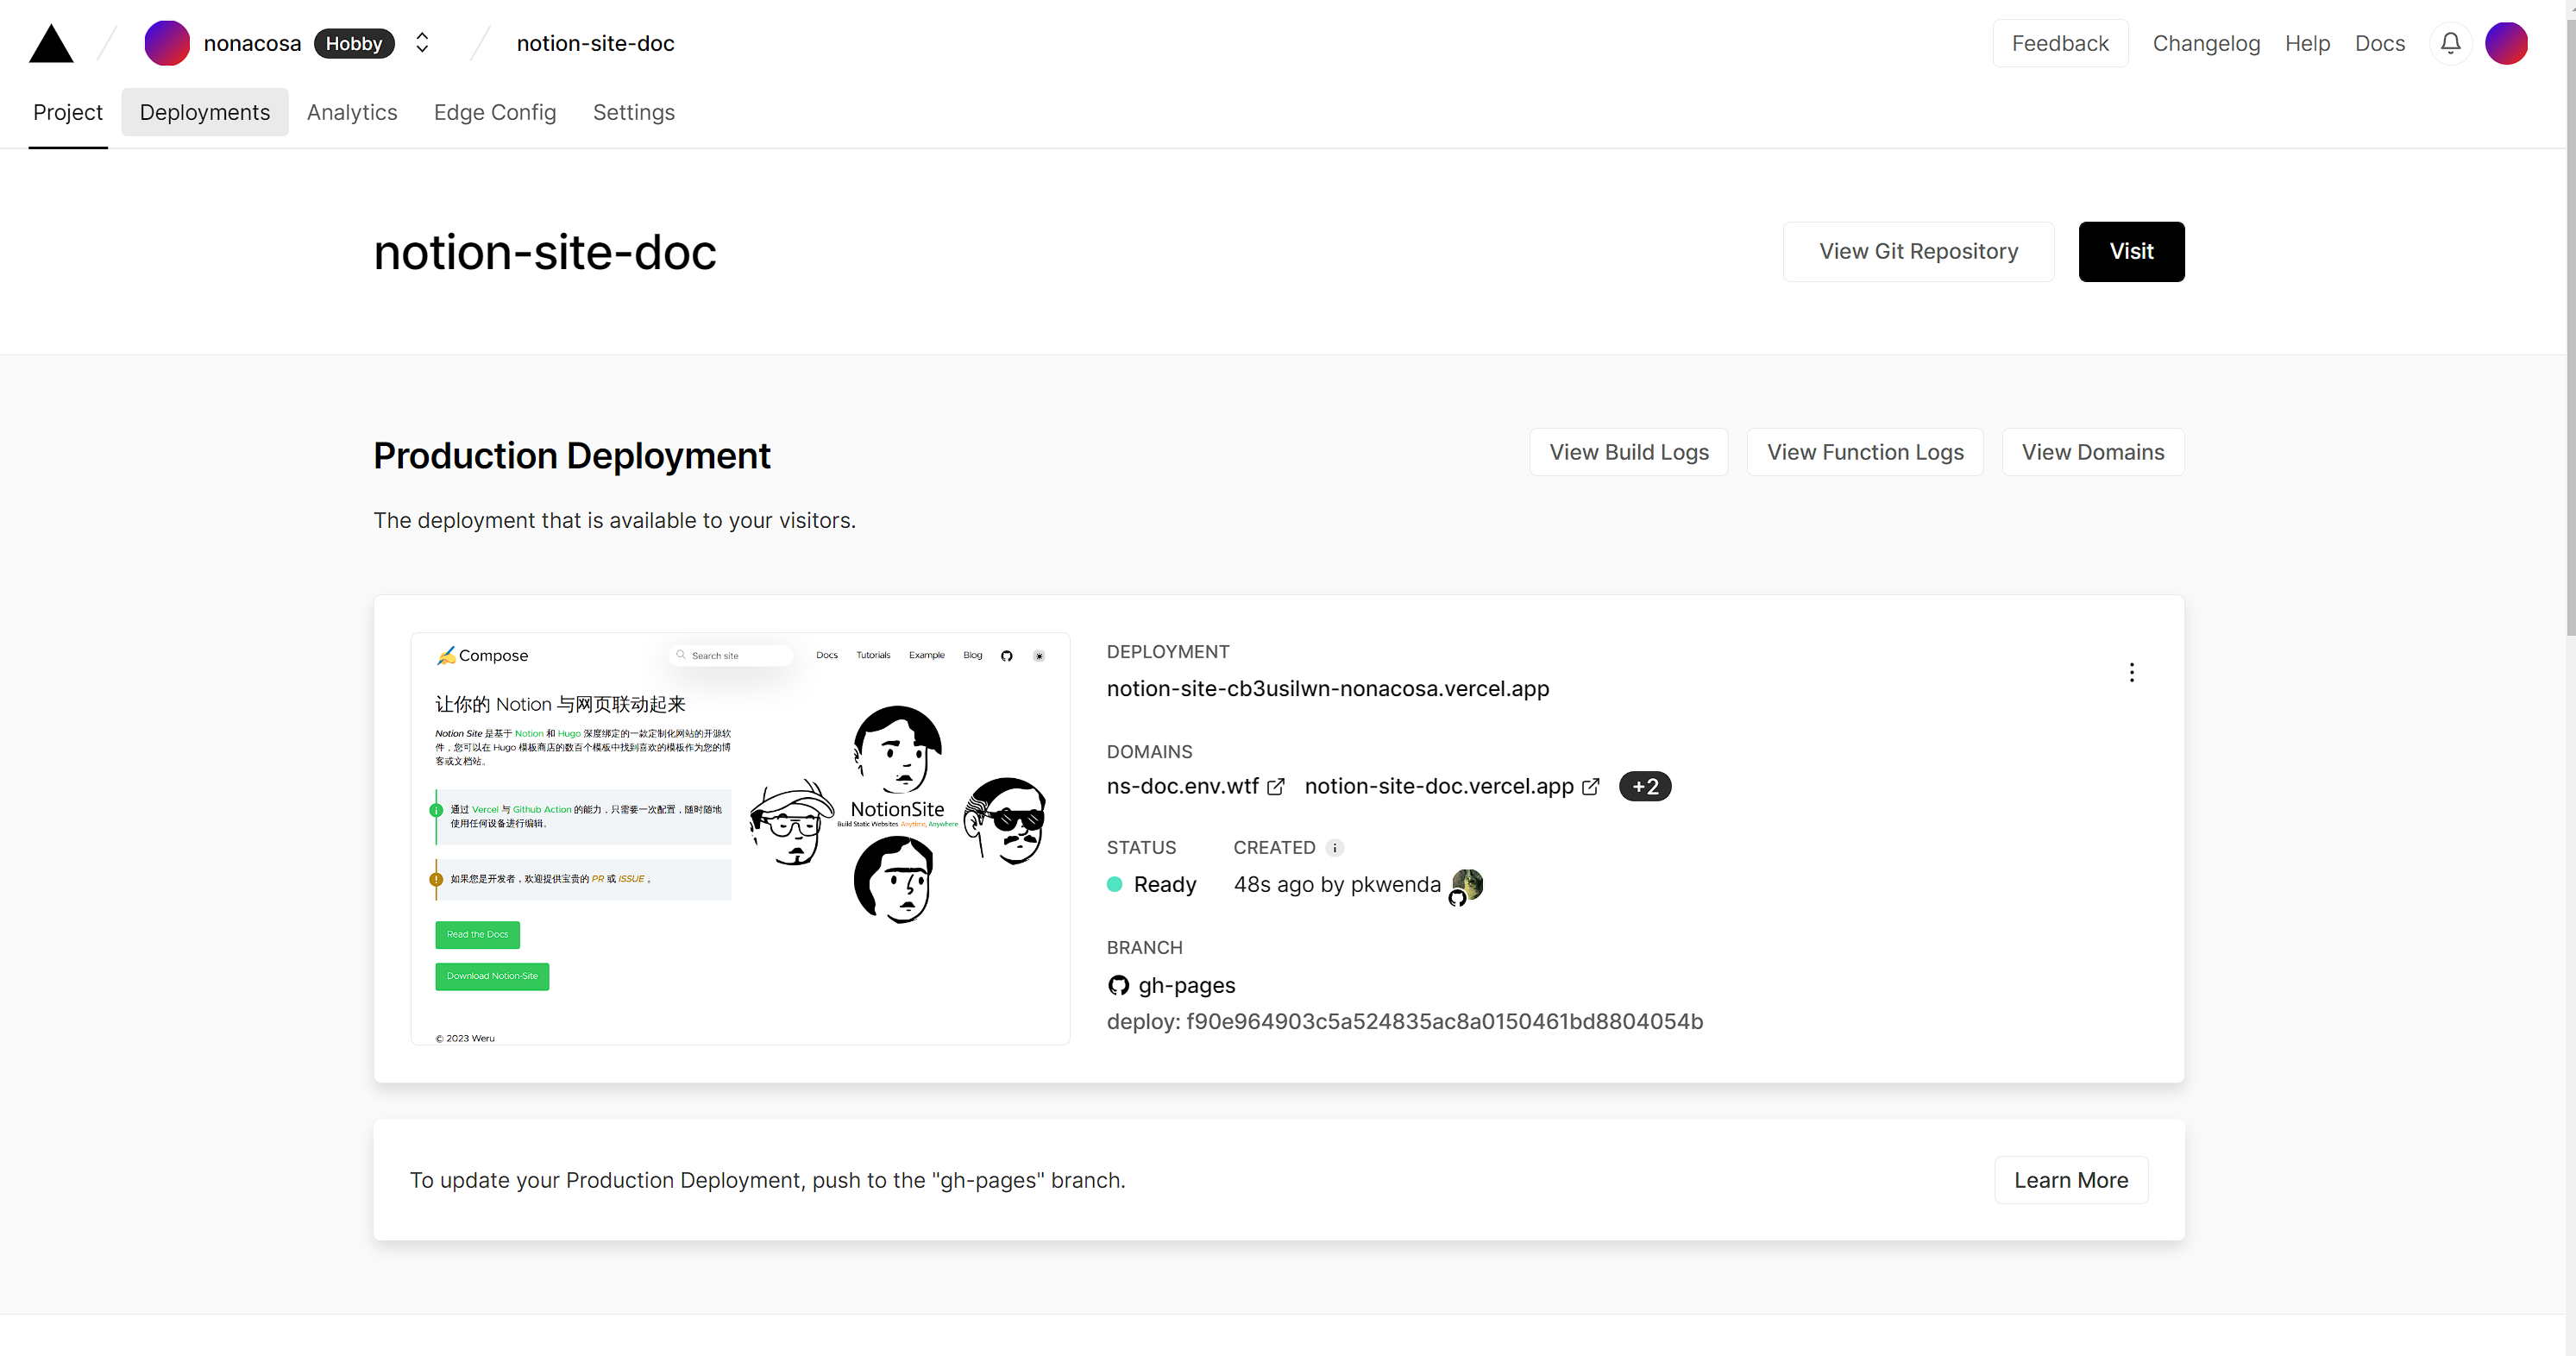 nonacosa Hobby notion-site-doc Feedback Changelog Help Docs
Project Deployments Analytics Edge Config Settings
notion-site-doc View Git Repository Visit
Production Deployment View Build Logs View Function Logs View Domains
The deployment that is available to your visitors.
✍️Compose Search site Docs Tutorials Example Blog
让你的 Notion 与网页联动起来
Notion Site 是基于 Notion 和 Hugo 深度绑定的一款定制化网站的开源软
件，您可以在 Hugo 模板商店的数百个模板中找到喜欢的模板作为您的博
客或文档站。
通过 Vercel 与 Github Action 的能力，只需要一次配置，随时随地
使用任何设备进行编辑。
如果您是开发者，欢迎提供宝贵的 PR 或 ISSUE 。
Read the Docs
Download Notion-Site
© 2023 Weru
NotionSite
Build Static Websites Anytime, Anywhere
DEPLOYMENT
notion-site-cb3usilwn-nonacosa.vercel.app
DOMAINS
ns-doc.env.wtf notion-site-doc.vercel.app +2
STATUS CREATED
Ready 48s ago by pkwenda
BRANCH
gh-pages
deploy: f90e964903c5a524835ac8a0150461bd8804054b
To update your Production Deployment, push to the "gh-pages" branch. Learn More